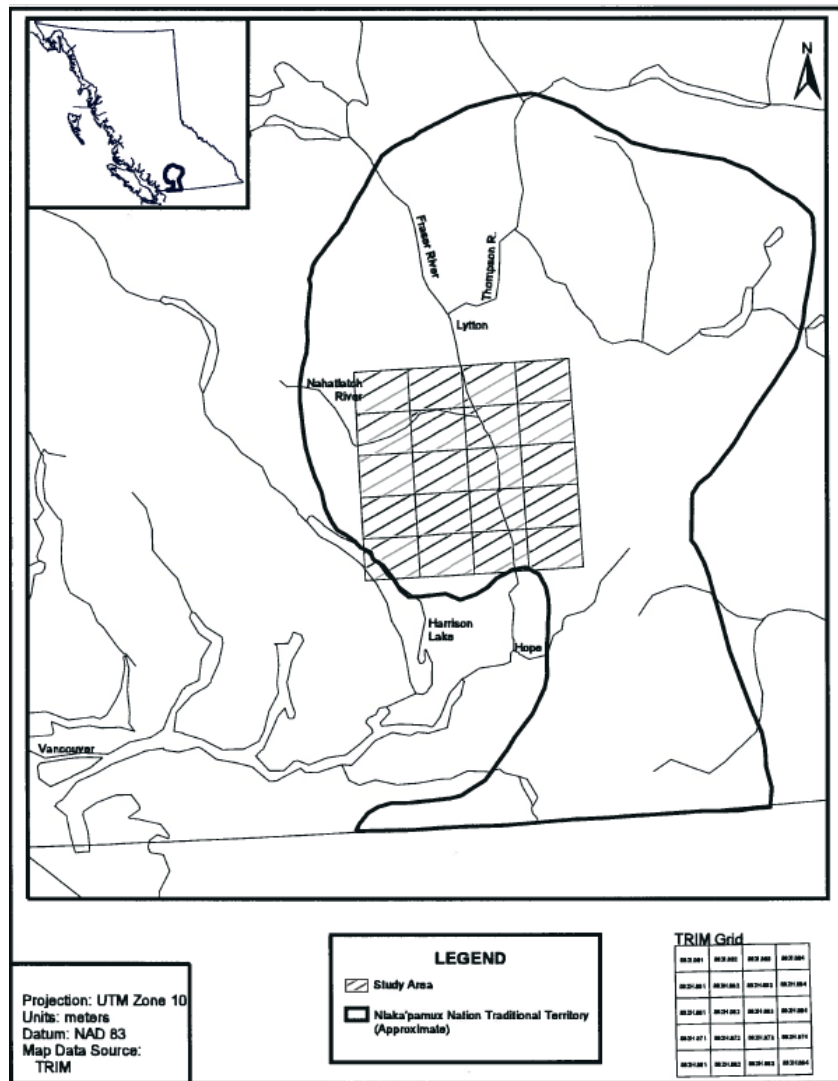 N
Fraser River
Thompson R.
Lytton
Nahatlatch
River
Harrison
Lake
Hope
Vancouver
Projection: UTM Zone 10
Units: meters
Datum: NAD 83
Map Data Source:
TRIM
LEGEND
Study Area
Nlaka'pamux Nation Traditional Territory
(Approximate)
TRIM Grid